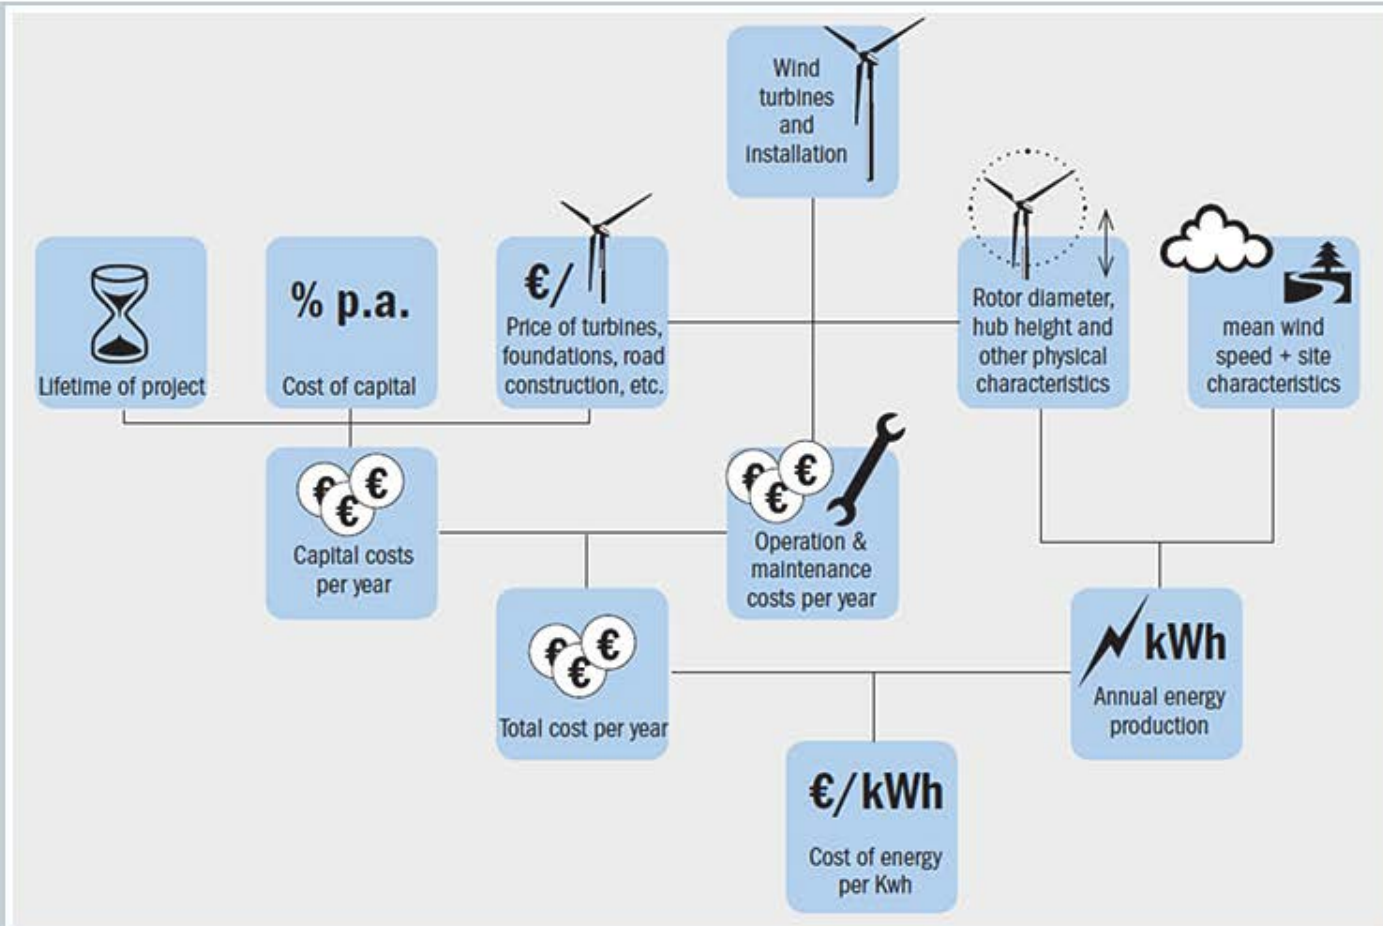 Wind
turbines
and
installation
Lifetime of project
% p.a.
Cost of capital
€/
Price of turbines,
foundations, road
construction, etc.
Rotor diameter,
hub height and
other physical
characteristics
mean wind
speed + site
characteristics
€ € €
Capital costs
per year
€ € €
Operation &
maintenance
costs per year
€ € €
Total cost per year
kWh
Annual energy
production
€/kWh
Cost of energy
per Kwh